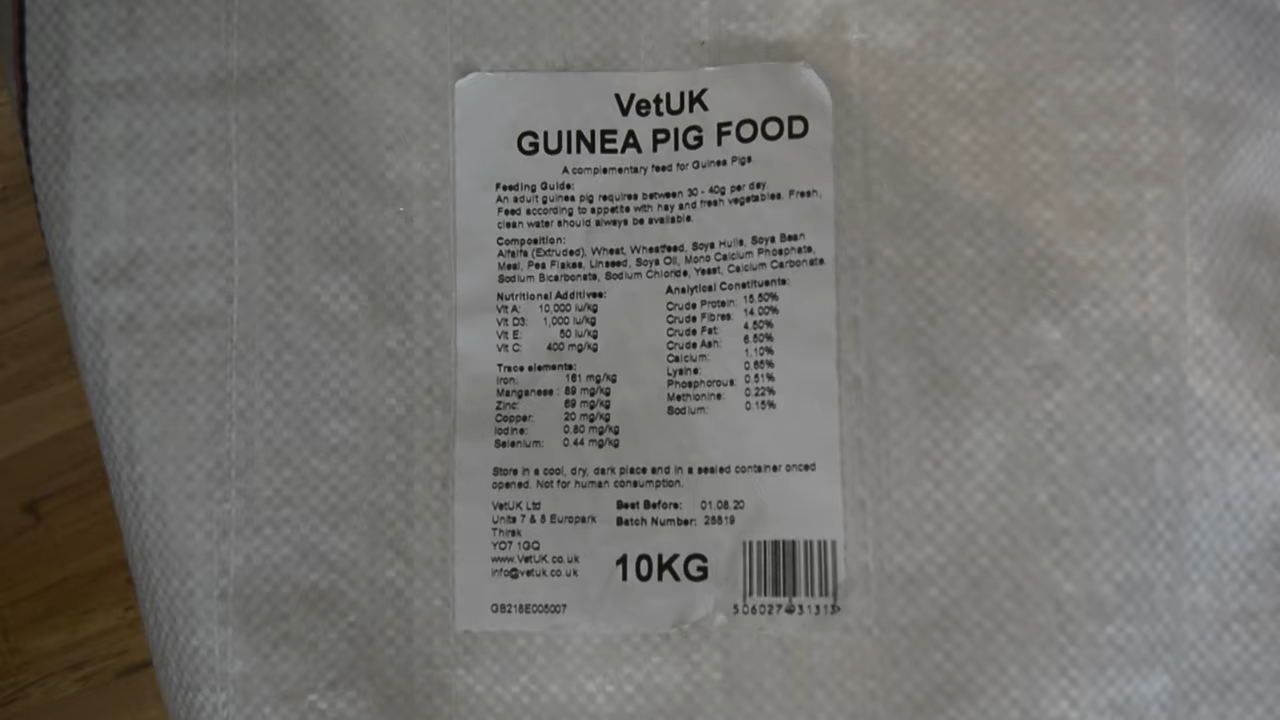 VetUK
GUINEA PIG FOOD
A complementary feed for Guinea Pigs.
Feeding Guide:
An adult guinea pig requires between 30 - 40g per day.
Feed according to appetite with hay and fresh vegetables. Fresh,
clean water should always be available.
Composition:
Alfalfa (Extruded), Wheat, Wheatfeed, Soya Hulls, Soya Bean
Meal, Pea Flakes, Linseed, Soya Oil, Mono Calcium Phosphate,
Sodium Bicarbonate, Sodium Chloride, Yeast, Calcium Carbonate.
Nutritional Additives:
Vit A: 10,000 iu/kg
Vit D3: 1,000 iu/kg
Vit E: 50 iu/kg
Vit C: 400 mg/kg
Trace elements:
Iron: 161 mg/kg
Manganese : 89 mg/kg
Zinc: 69 mg/kg
Copper: 20 mg/kg
Iodine: 0.80 mg/kg
Selenium: 0.44 mg/kg
Analytical Constituents:
Crude Protein: 16.50%
Crude Fibres: 14.00%
Crude Fat: 4.50%
Crude Ash: 6.50%
Calcium: 1.10%
Lysine: 0.85%
Phosphorous: 0.51%
Methionine: 0.22%
Sodium: 0.15%
Store in a cool, dry, dark place and in a sealed container onced
opened. Not for human consumption.
VetUK Ltd
Units 7 & 8 Europark
Thirsk
YO7 1GQ
www.VetUK.co.uk
info@vetuk.co.uk
Best Before: 01.08.20
Batch Number: 28819
10KG
GB218E006007